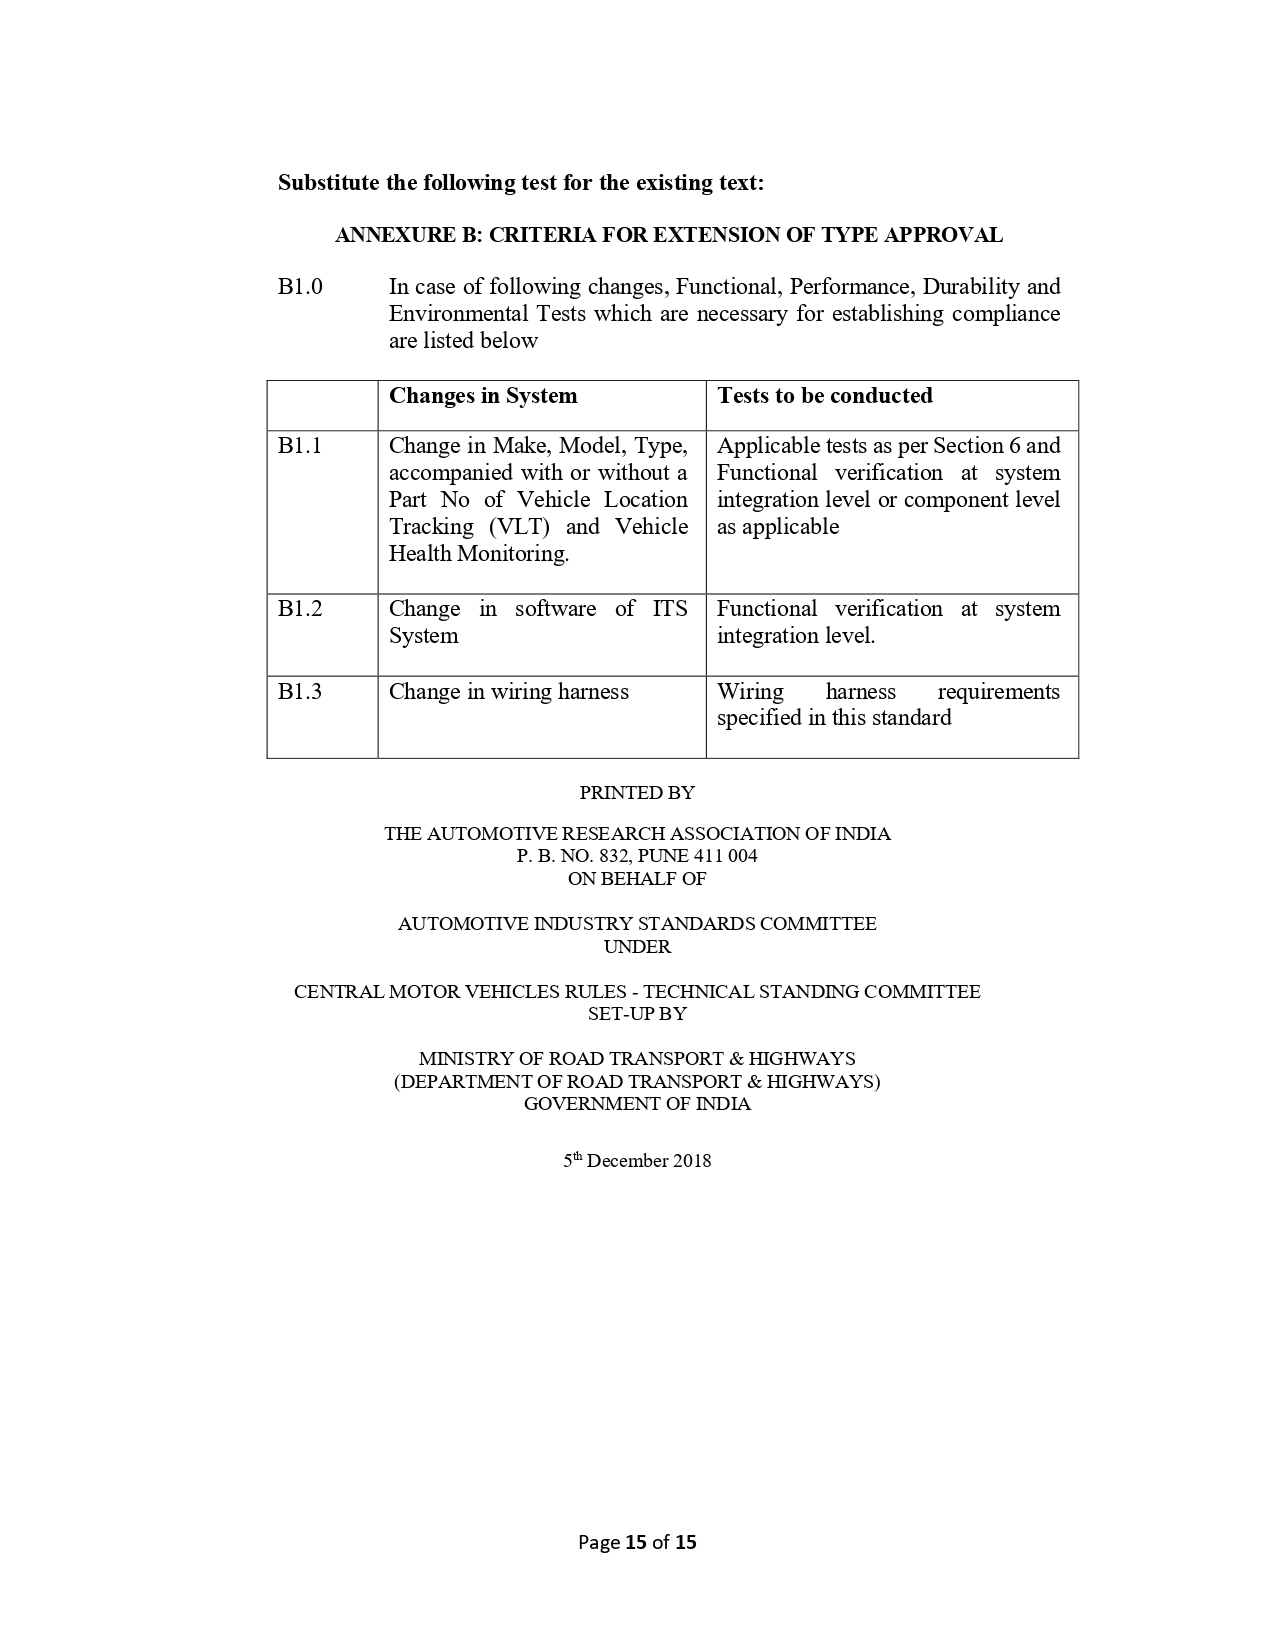 Substitute the following test for the existing text:
ANNEXURE B: CRITERIA FOR EXTENSION OF TYPE APPROVAL
B1.0 In case of following changes, Functional, Performance, Durability and
Environmental Tests which are necessary for establishing compliance
are listed below
Changes in System
Tests to be conducted
B1.1
Change in Make, Model, Type,
accompanied with or without a
Part No of Vehicle Location
Tracking (VLT) and Vehicle
Health Monitoring.
Applicable tests as per Section 6 and
Functional verification at system
integration level or component level
as applicable
B1.2
Change in software of ITS
System
Functional verification at system
integration level.
B1.3
Change in wiring harness
Wiring harness requirements
specified in this standard
PRINTED BY
THE AUTOMOTIVE RESEARCH ASSOCIATION OF INDIA
P. B. NO. 832, PUNE 411 004
ON BEHALF OF
AUTOMOTIVE INDUSTRY STANDARDS COMMITTEE
UNDER
CENTRAL MOTOR VEHICLES RULES - TECHNICAL STANDING COMMITTEE
SET-UP BY
MINISTRY OF ROAD TRANSPORT & HIGHWAYS
(DEPARTMENT OF ROAD TRANSPORT & HIGHWAYS)
GOVERNMENT OF INDIA
5th December 2018
Page 15 of 15